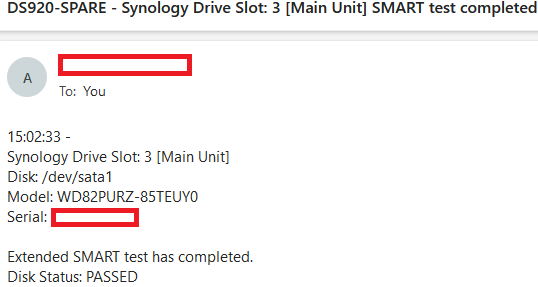 DS920-SPARE - Synology Drive Slot: 3 [Main Unit] SMART test completed
A
To: You
15:02:33 -
Synology Drive Slot: 3 [Main Unit]
Disk: /dev/sata1
Model: WD82PURZ-85TEUY0
Serial:
Extended SMART test has completed.
Disk Status: PASSED